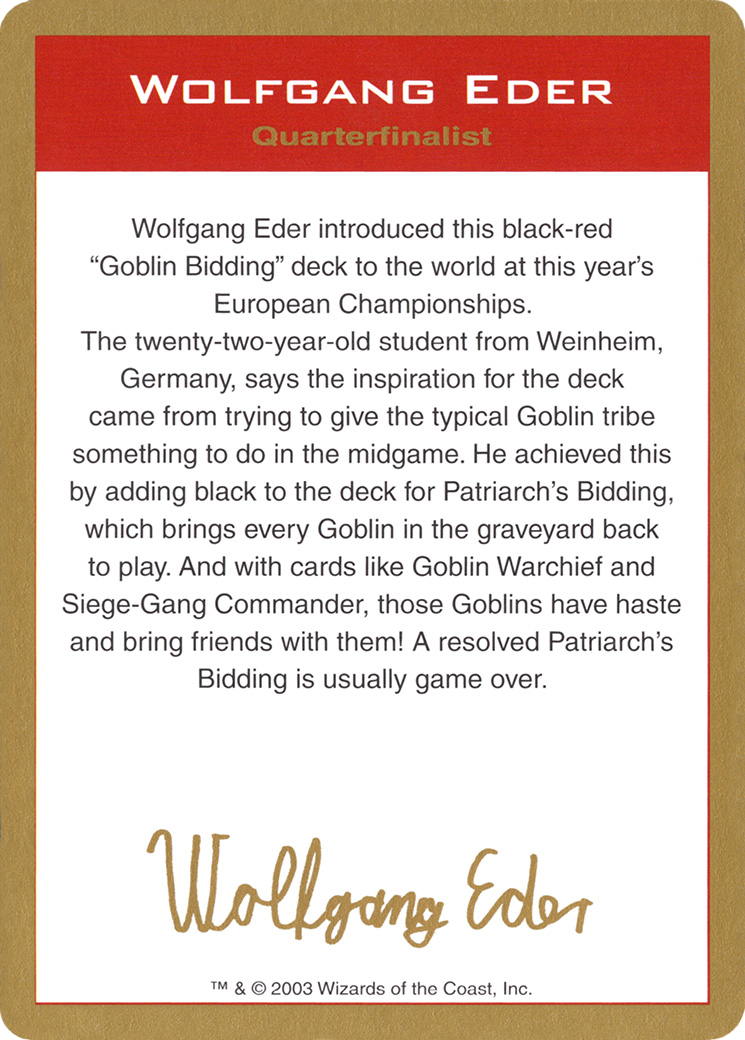 Wolfgang Eder
Quarterfinalist
Wolfgang Eder introduced this black-red
“Goblin Bidding” deck to the world at this year’s
European Championships.
The twenty-two-year-old student from Weinheim,
Germany, says the inspiration for the deck
came from trying to give the typical Goblin tribe
something to do in the midgame. He achieved this
by adding black to the deck for Patriarch’s Bidding,
which brings every Goblin in the graveyard back
to play. And with cards like Goblin Warchief and
Siege-Gang Commander, those Goblins have haste
and bring friends with them! A resolved Patriarch’s
Bidding is usually game over.
Wolfgang Eder
™ & © 2003 Wizards of the Coast, Inc.